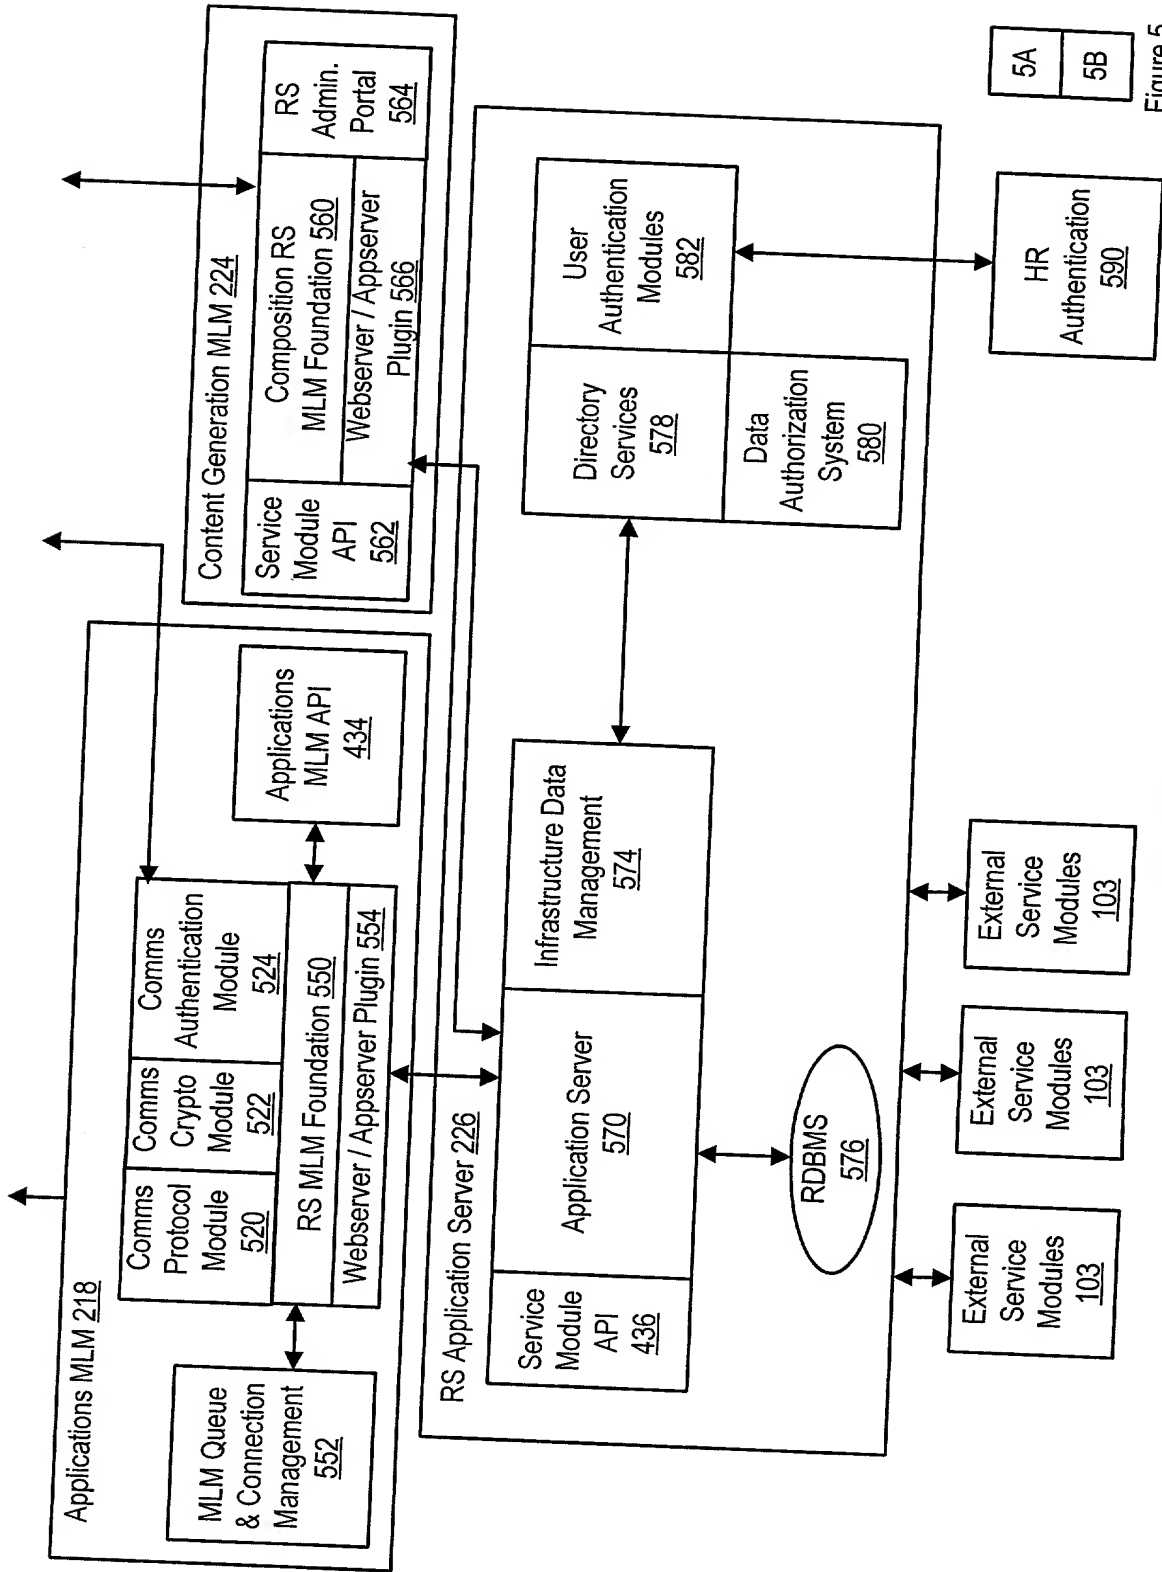 Applications MLM 218
MLM Queue
& Connection
Management
552
Comms
Protocol
Module
520
Comms
Crypto
Module
522
Comms
Authentication
Module
524
RS MLM Foundation 550
Webserver / Appserver Plugin 554
Applications
MLM API
434
Content Generation MLM 224
Service
Module
API
562
Composition RS
MLM Foundation 560
Webserver / Appserver
Plugin 566
RS
Admin.
Portal
564
RS Application Server 226
Service
Module
API
436
Application Server
570
Infrastructure Data
Management
574
RDBMS
576
Directory
Services
578
User
Authentication
Modules
582
Data
Authorization
System
580
External
Service
Modules
103
External
Service
Modules
103
External
Service
Modules
103
HR
Authentication
590
5A
5B
Figure 5